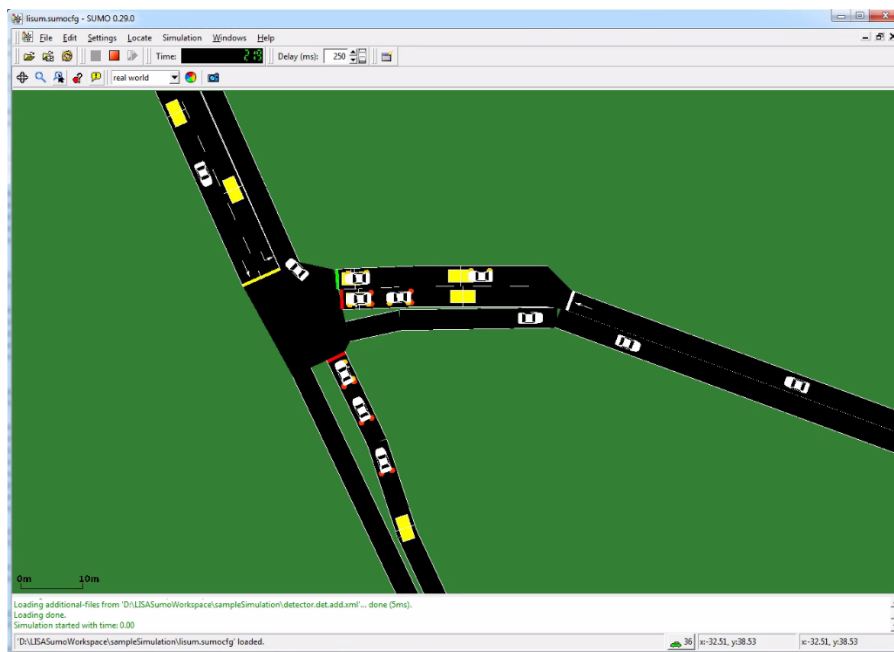 lisum.sumocfg - SUMO 0.29.0
File Edit Settings Locate Simulation Windows Help
Time: 219 Delay (ms): 250
real world
0m 10m
Loading additional-files from 'D:\LISASumoWorkspace\sampleSimulation\detector.det.add.xml'... done (5ms).
Loading done.
Simulation started with time: 0.00
'D:\LISASumoWorkspace\sampleSimulation\lisum.sumocfg' loaded. 36 x:-32.51, y:38.53 x:-32.51, y:38.53